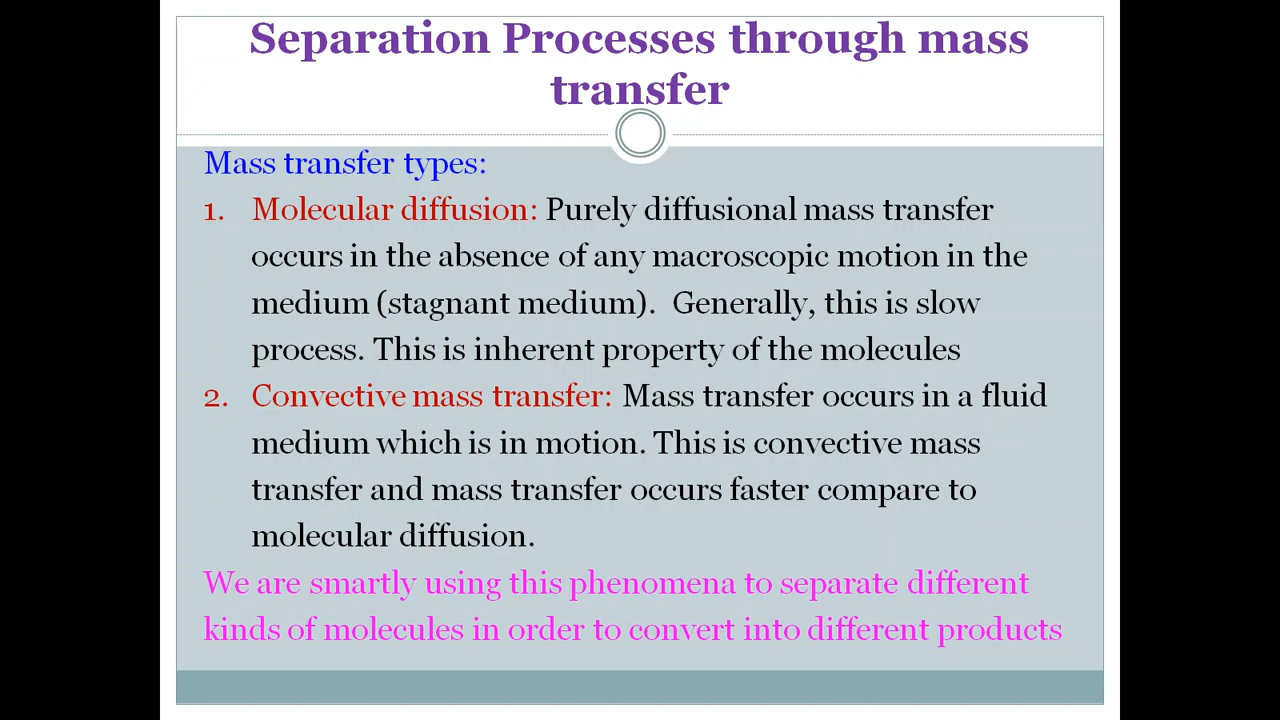 Separation Processes through mass
transfer
Mass transfer types:
1. Molecular diffusion: Purely diffusional mass transfer
occurs in the absence of any macroscopic motion in the
medium (stagnant medium).  Generally, this is slow
process. This is inherent property of the molecules
2. Convective mass transfer: Mass transfer occurs in a fluid
medium which is in motion. This is convective mass
transfer and mass transfer occurs faster compare to
molecular diffusion.
We are smartly using this phenomena to separate different
kinds of molecules in order to convert into different products